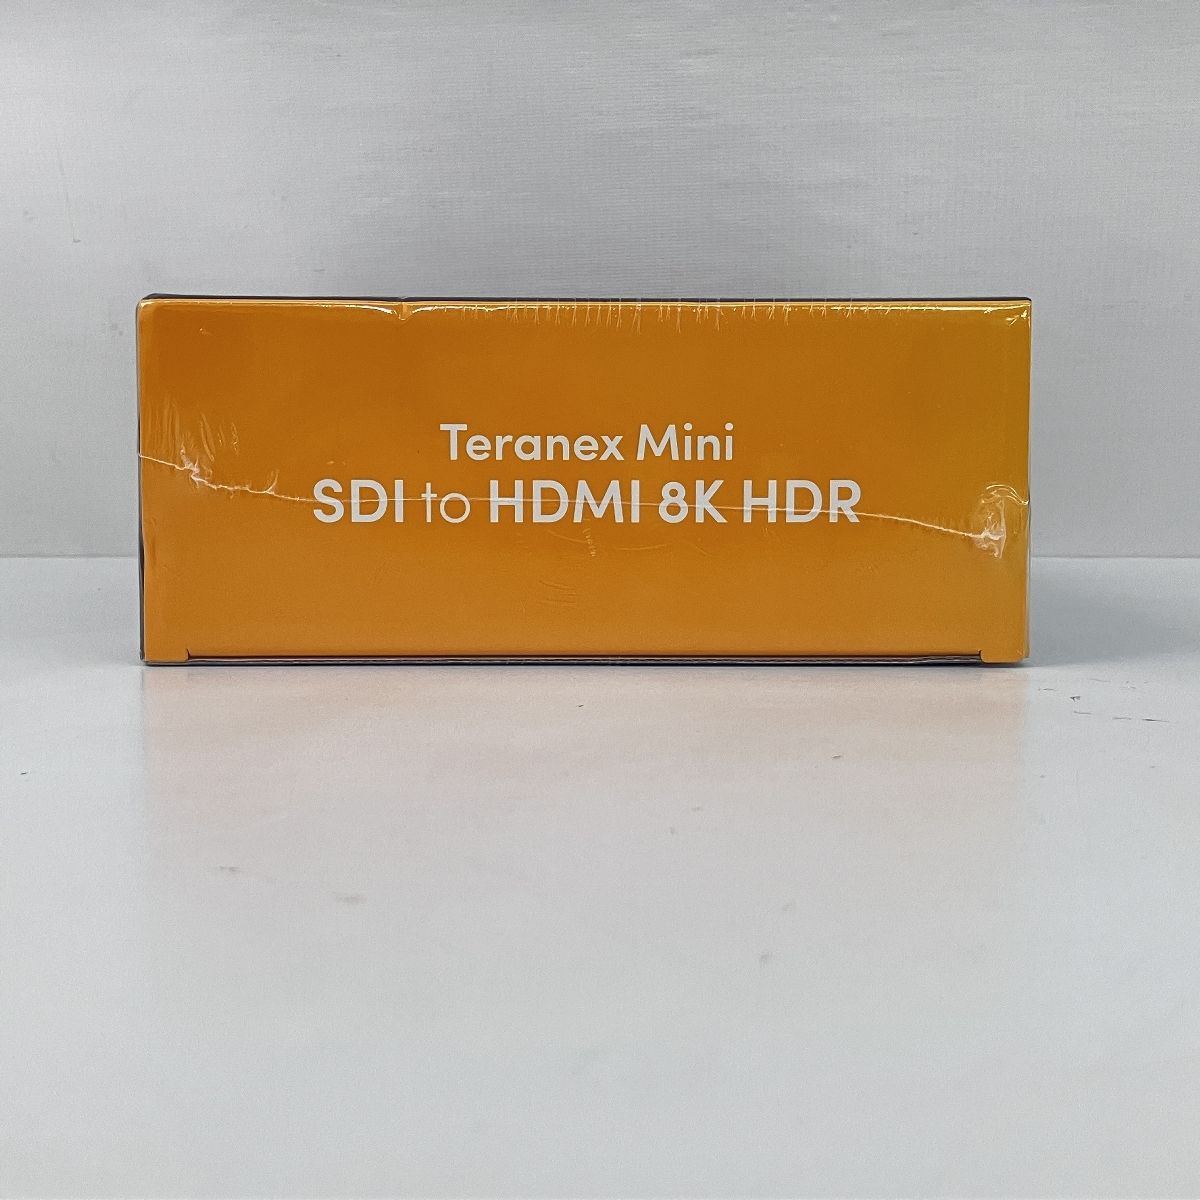 Teranex Mini
SDI to HDMI 8K HDR